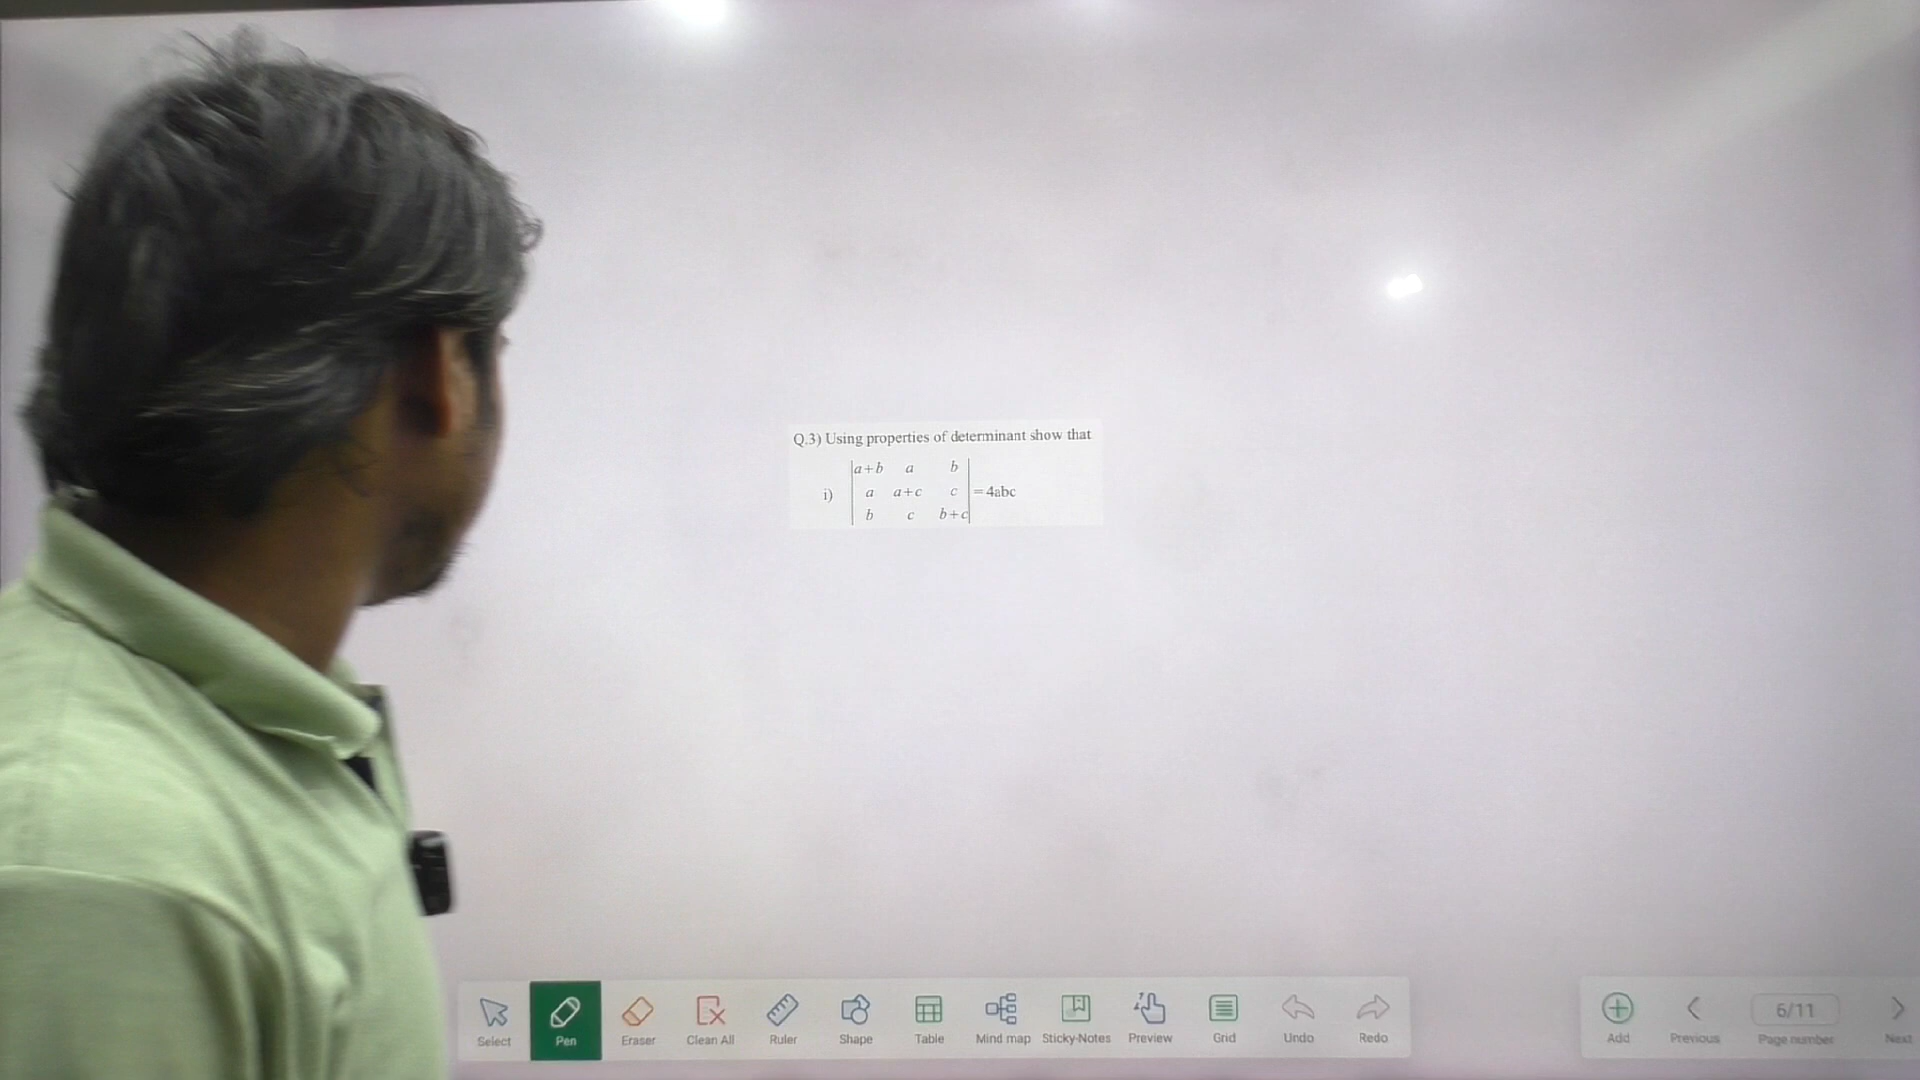 Q.3) Using properties of determinant show that
i) |a+b a b|
|a a+c c| = 4abc
|b c b+c|
Select Pen Eraser Clean All Ruler Shape Table Mind map Sticky-Notes Preview Grid Undo Redo
Add Previous 6/11 Page number Next